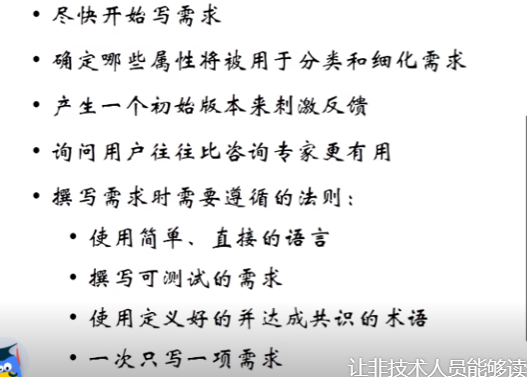 • 尽快开始写需求
• 确定哪些属性将被用于分类和细化需求
• 产生一个初始版本来刺激反馈
• 询问用户往往比咨询专家更有用
• 撰写需求时需要遵循的法则：
• 使用简单、直接的语言
• 撰写可测试的需求
• 使用定义好的并达成共识的术语
• 一次只写一项需求
让非技术人员能够读